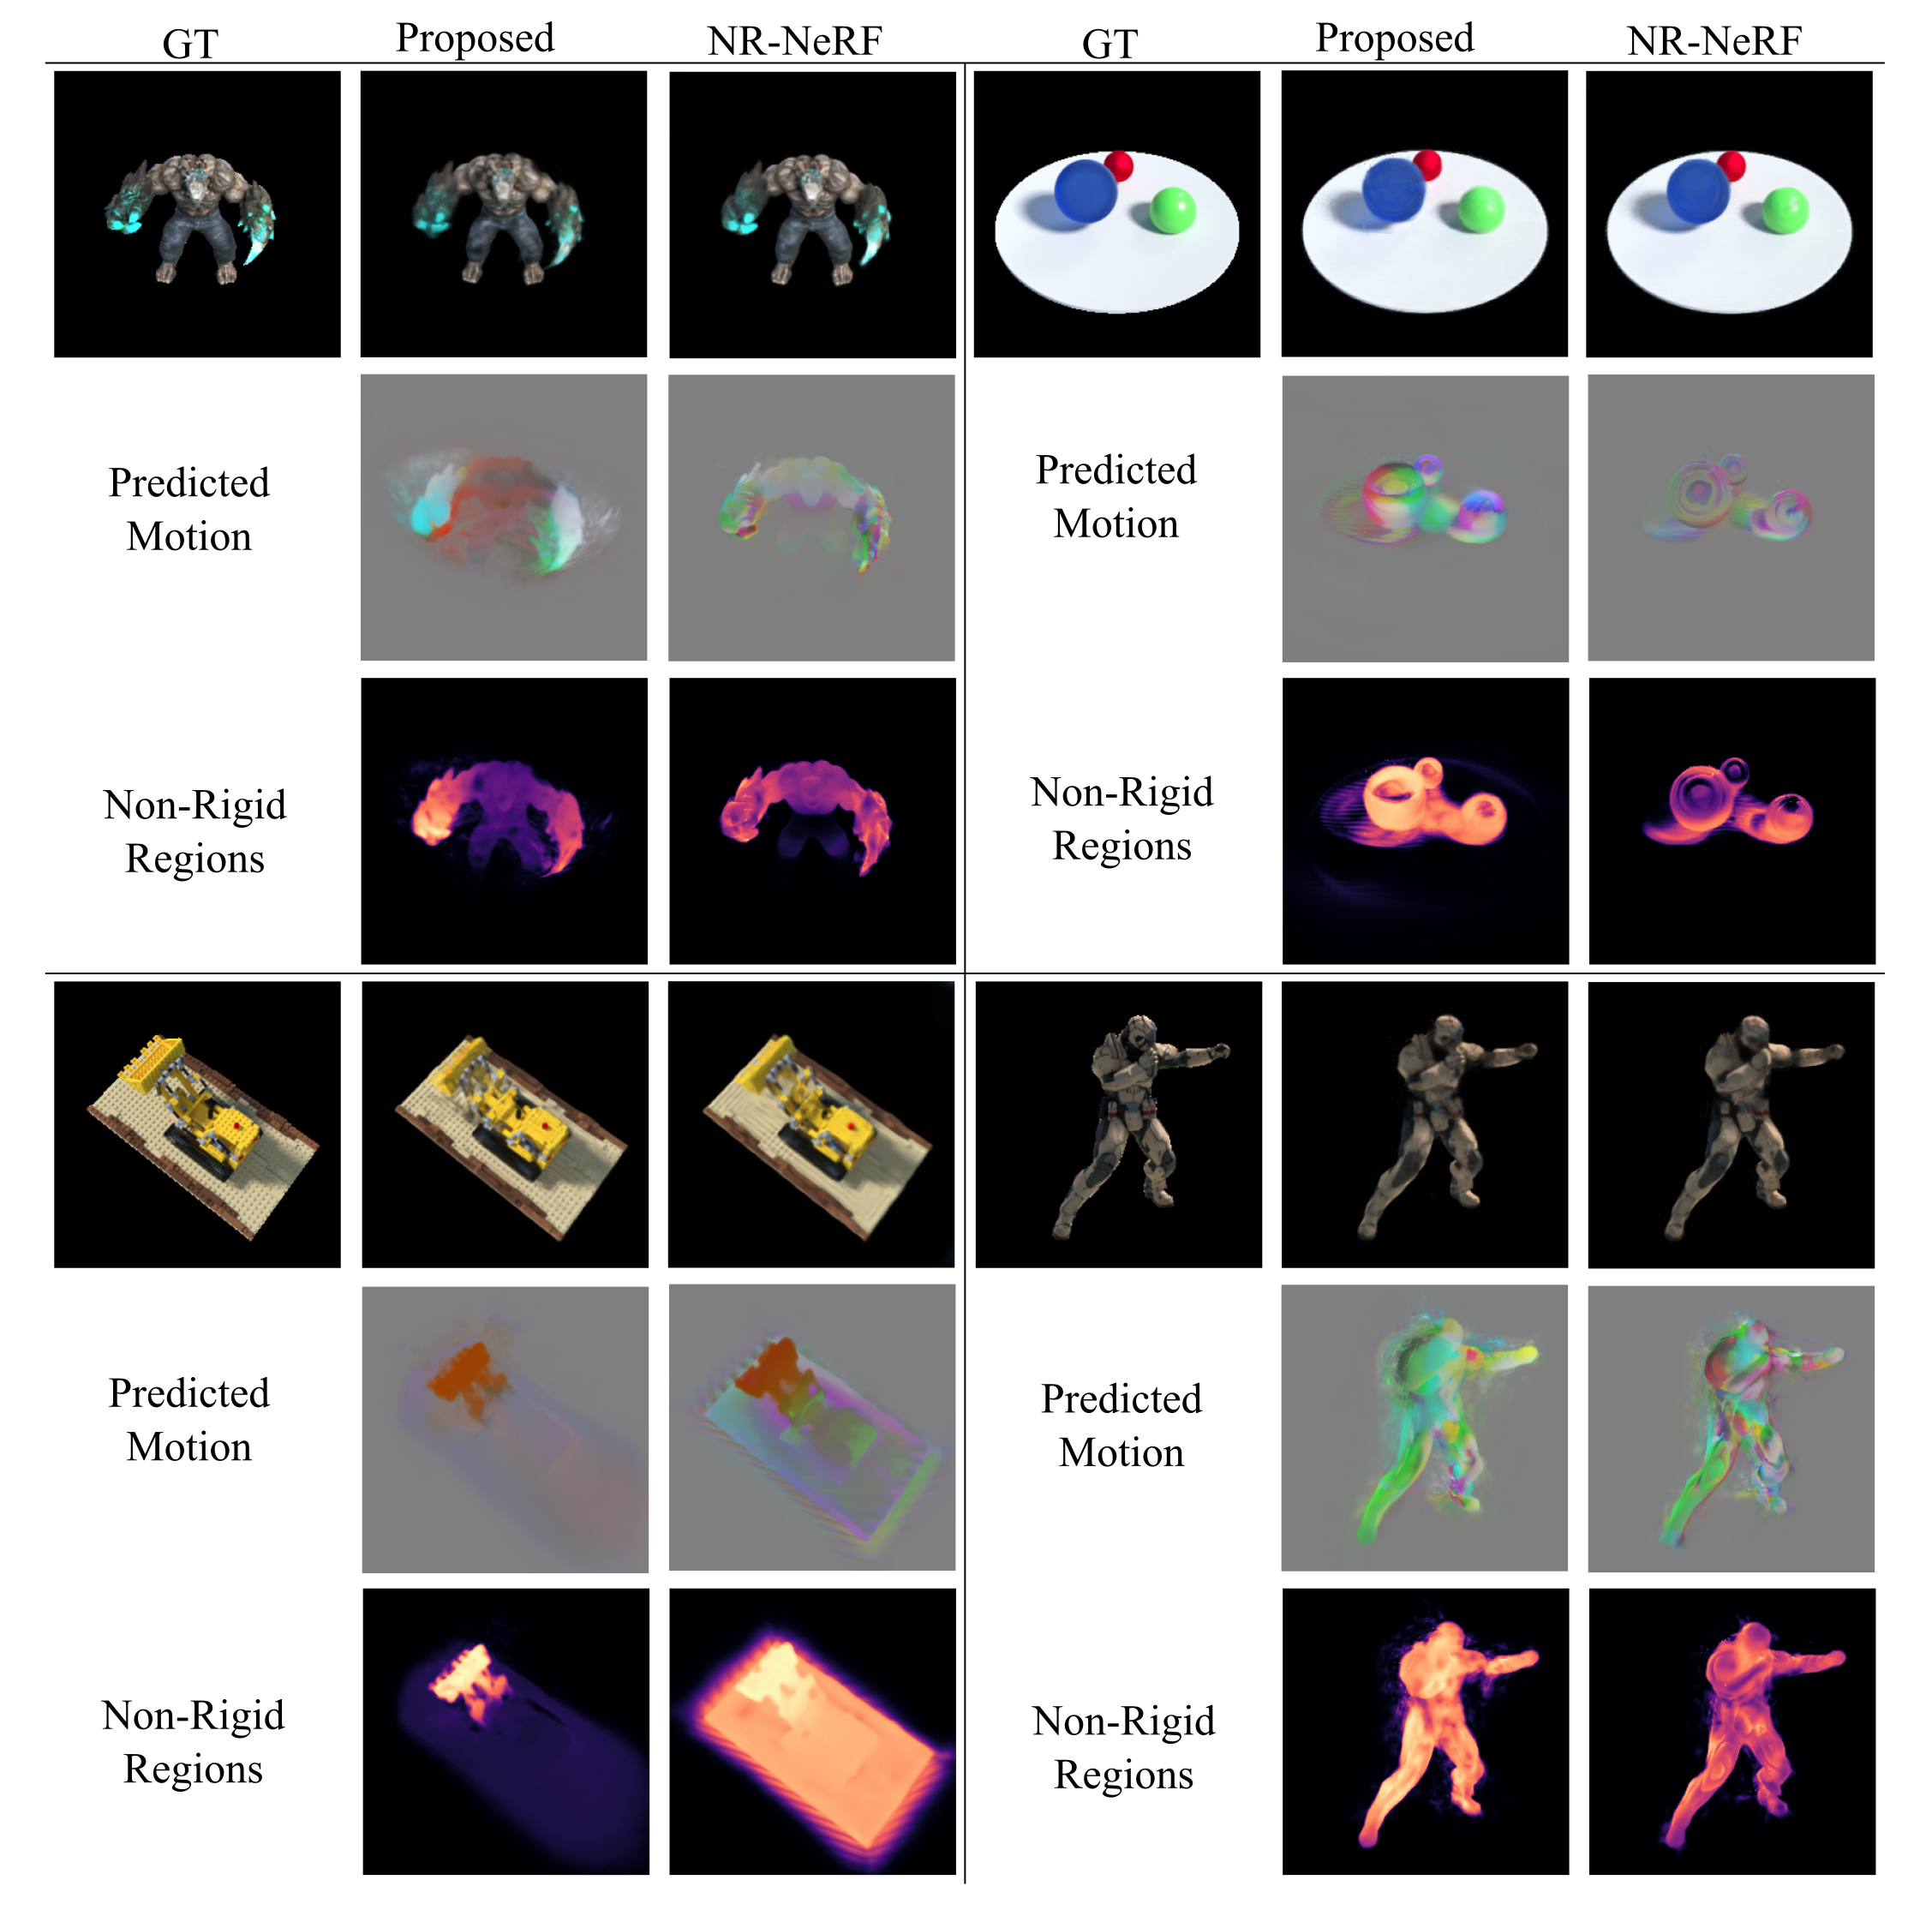 GT Proposed NR-NeRF GT Proposed NR-NeRF
Predicted
Motion
Predicted
Motion
Non-Rigid
Regions
Non-Rigid
Regions
Predicted
Motion
Predicted
Motion
Non-Rigid
Regions
Non-Rigid
Regions